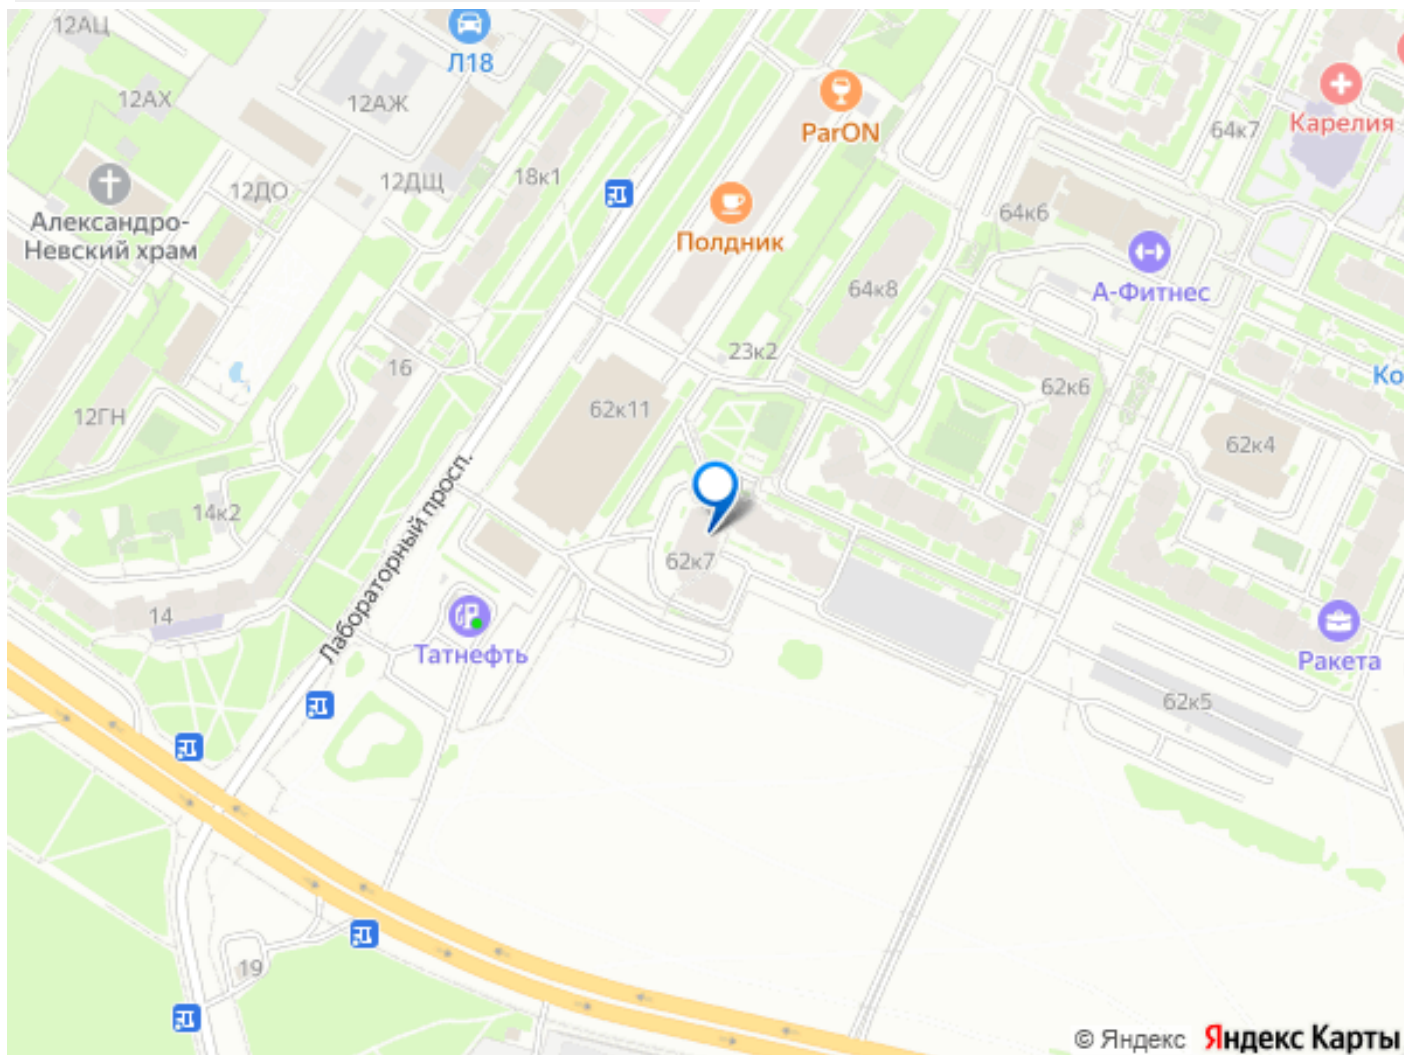 12АЦ
Л18
12АХ
12АЖ
ParON
64к7
Карелия
12ДО
12ДЩ
18к1
Александро-
Невский храм
Полдник
64к6
А-Фитнес
64к8
23к2
16
62к6
Ко
12ГН
62к11
62к4
14к2
Лабораторный просп.
62к7
14
Татнефть
Ракета
62к5
19
© Яндекс Яндекс Карты